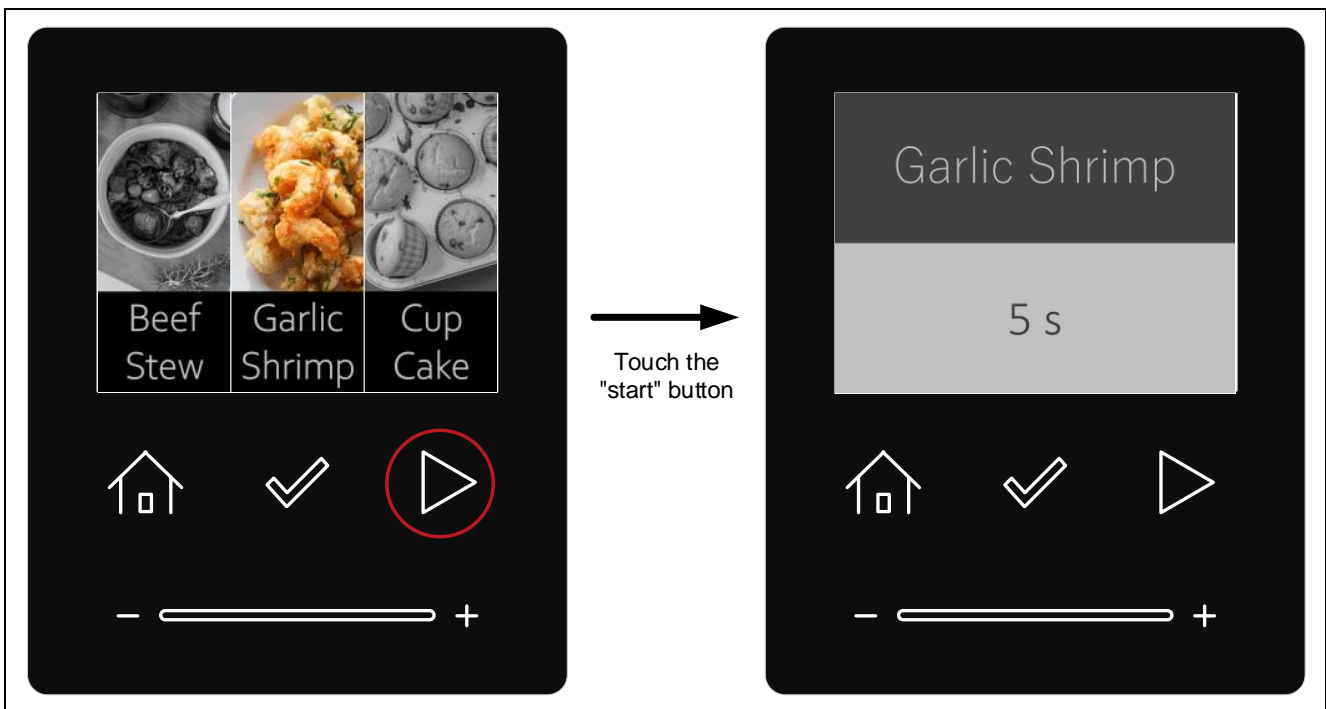 Beef
Stew
Garlic
Shrimp
Cup
Cake
Touch the
"start" button
Garlic Shrimp
5 s
- +
- +